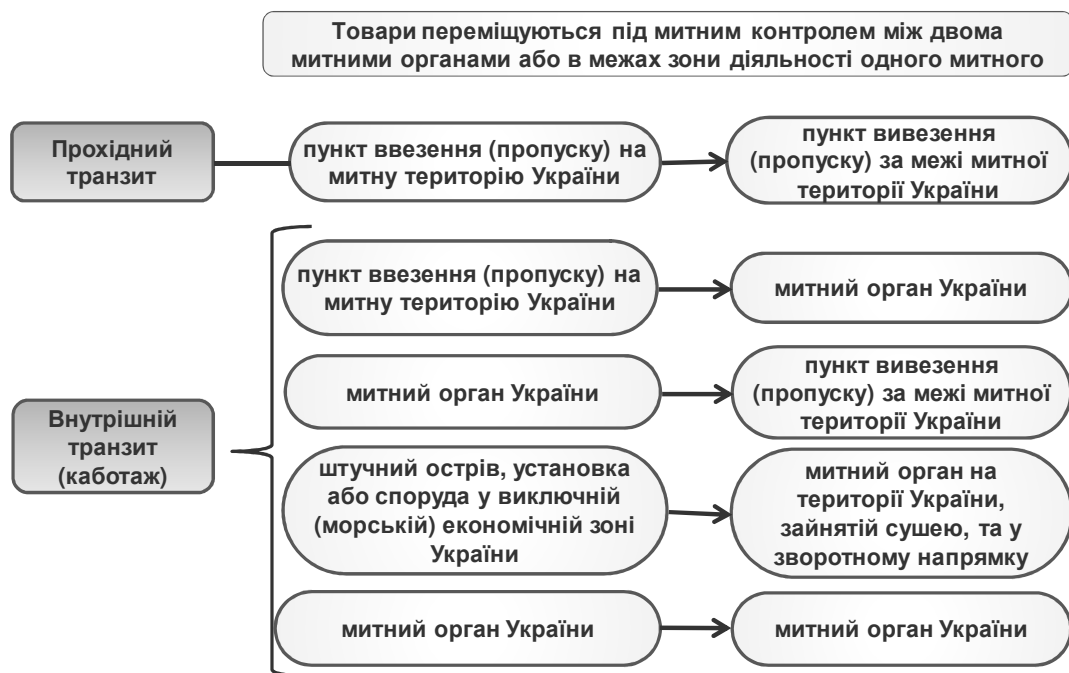 Товари переміщуються під митним контролем між двома
митними органами або в межах зони діяльності одного митного
Прохідний
транзит
пункт ввезення (пропуску) на
митну територію України
пункт вивезення
(пропуску) за межі митної
території України
Внутрішній
транзит
(каботаж)
пункт ввезення (пропуску) на
митну територію України
митний орган України
митний орган України
пункт вивезення
(пропуску) за межі митної
території України
штучний острів, установка
або споруда у виключній
(морській) економічній зоні
України
митний орган на
території України,
зайнятій сушею, та у
зворотному напрямку
митний орган України
митний орган України